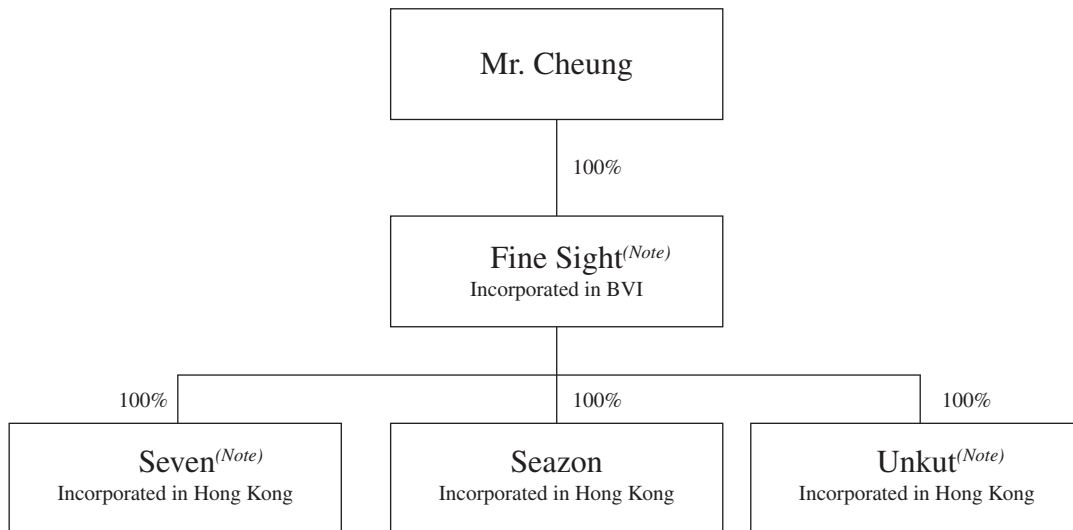 Mr. Cheung
100%
Fine Sight(Note)
Incorporated in BVI
100%
100%
100%
Seven(Note)
Incorporated in Hong Kong
Seazon
Incorporated in Hong Kong
Unkut(Note)
Incorporated in Hong Kong